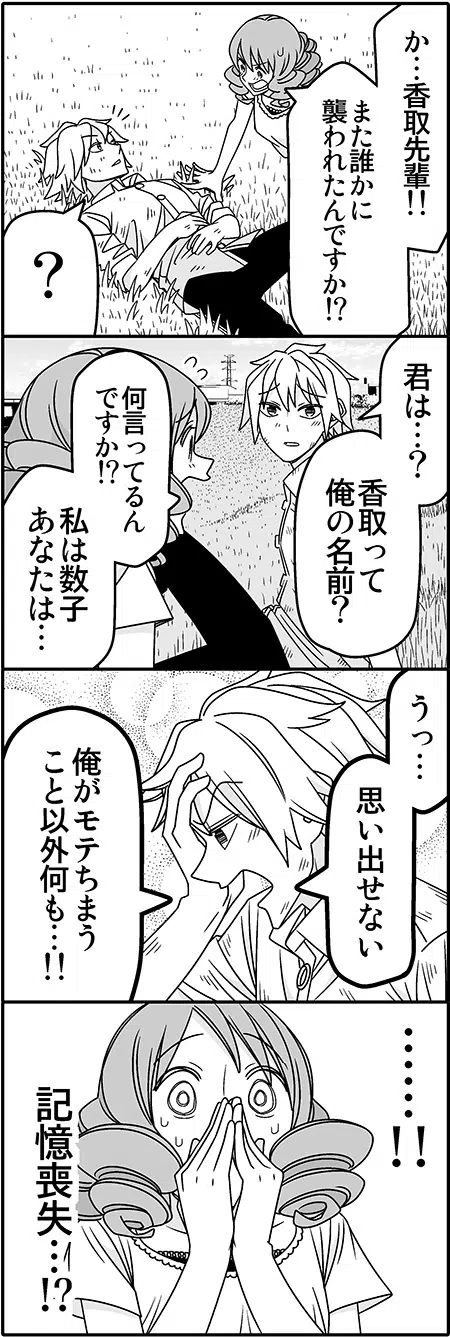 か…香取先輩!!
また誰かに
襲われたんですか!?
?
君は…?
香取って
俺の名前?
何言ってるん
ですか!?
私は数子
あなたは…
うっ…
思い出せない
俺がモテちまう
こと以外何も…!!
……!!
記憶喪失…!?